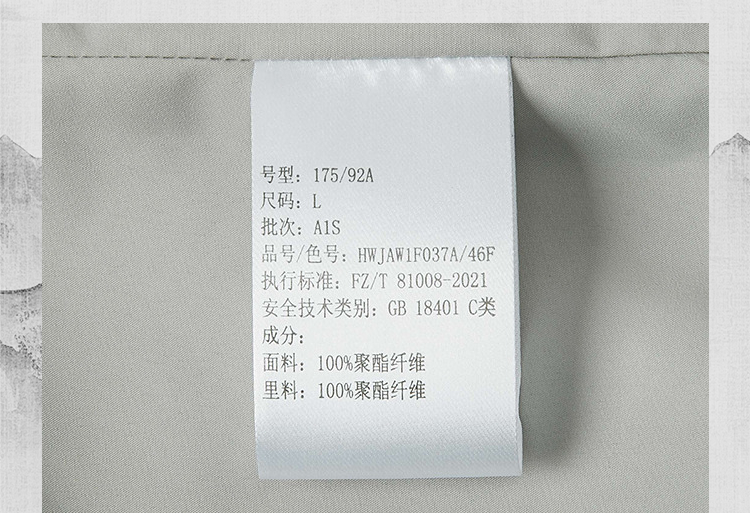 号型：175/92A
尺码：L
批次：A1S
品号/色号：HWJAW1F037A/46F
执行标准：FZ/T 81008-2021
安全技术类别：GB 18401 C类
成分：
面料：100%聚酯纤维
里料：100%聚酯纤维